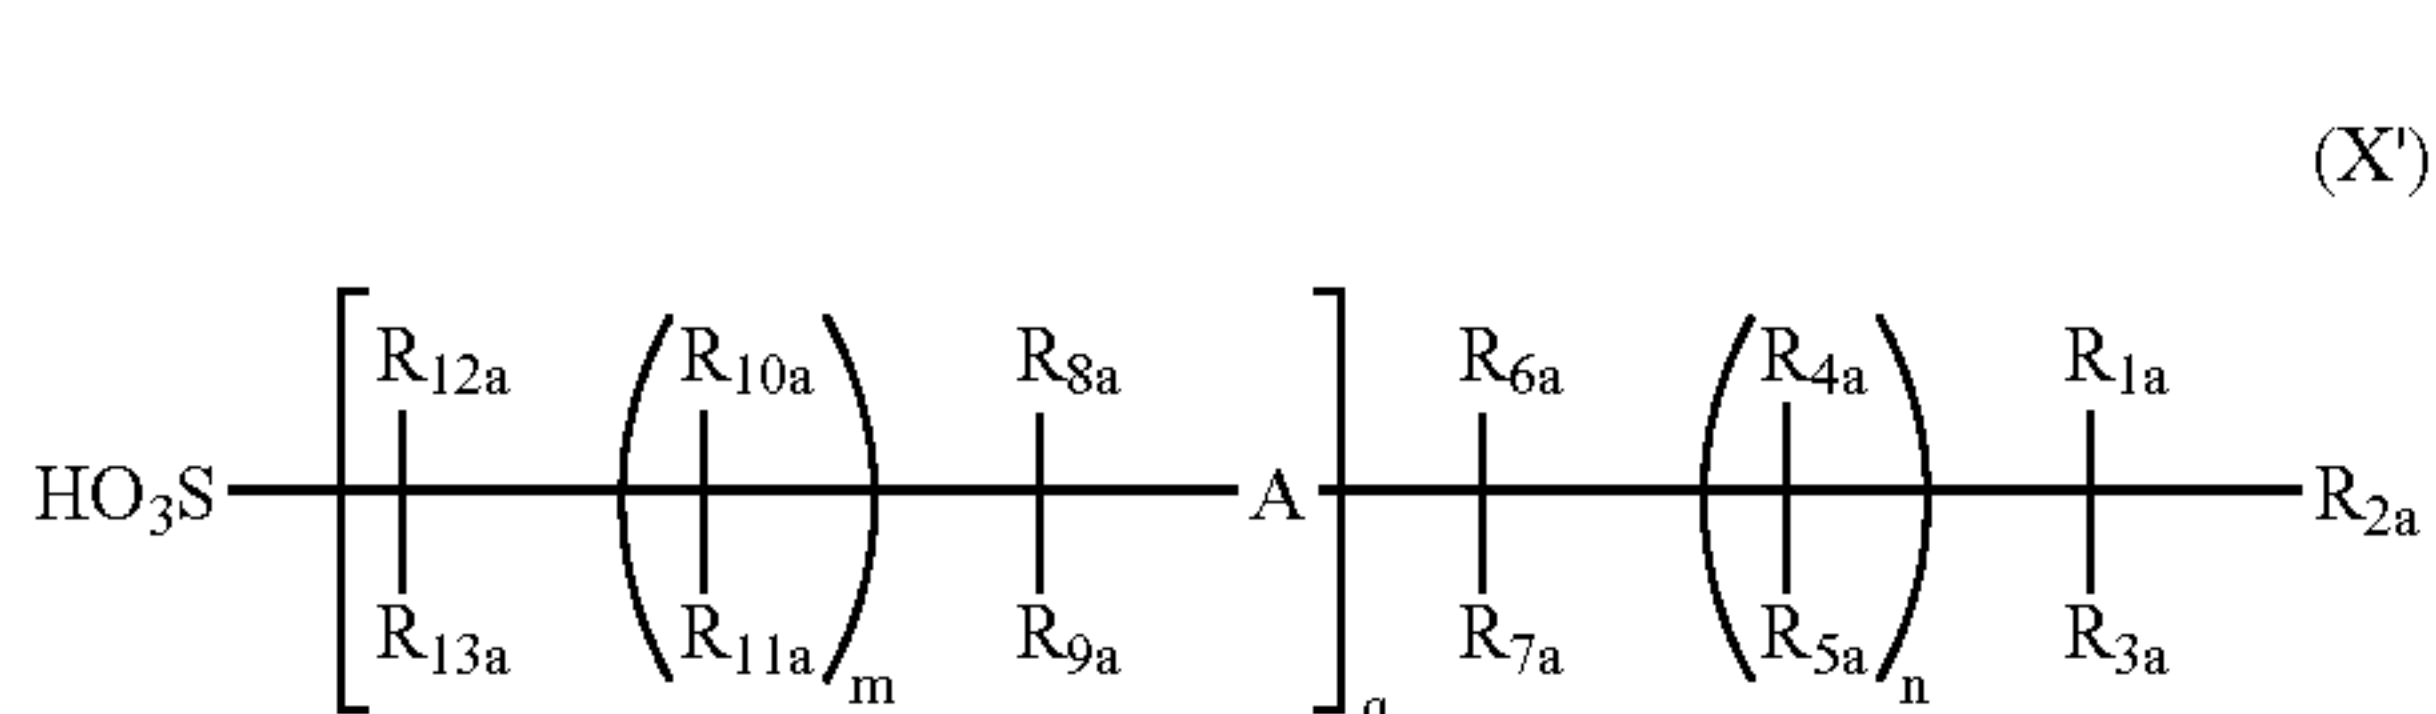 (X')
R12a R10a R8a R6a R4a R1a
HO3S A R2a
R13a R11a R9a R7a R5a R3a
m q n